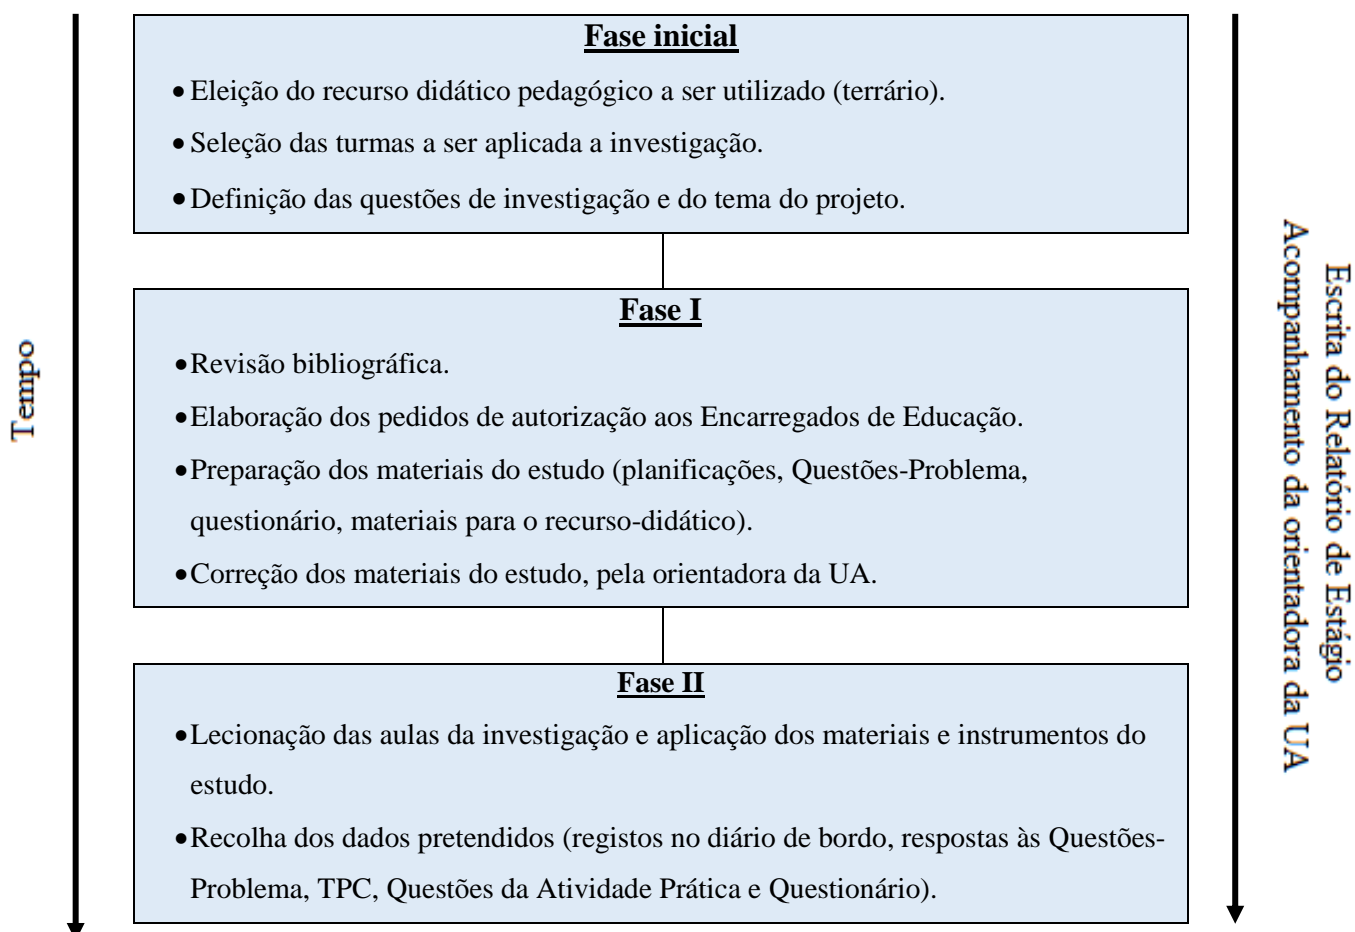 Fase inicial
• Eleição do recurso didático pedagógico a ser utilizado (terrário).
• Seleção das turmas a ser aplicada a investigação.
• Definição das questões de investigação e do tema do projeto.
Fase I
• Revisão bibliográfica.
• Elaboração dos pedidos de autorização aos Encarregados de Educação.
• Preparação dos materiais do estudo (planificações, Questões-Problema,
questionário, materiais para o recurso-didático).
• Correção dos materiais do estudo, pela orientadora da UA.
Fase II
• Lecionação das aulas da investigação e aplicação dos materiais e instrumentos do
estudo.
• Recolha dos dados pretendidos (registos no diário de bordo, respostas às Questões-
Problema, TPC, Questões da Atividade Prática e Questionário).
Tempo
Escrita do Relatório de Estágio
Acompanhamento da orientadora da UA